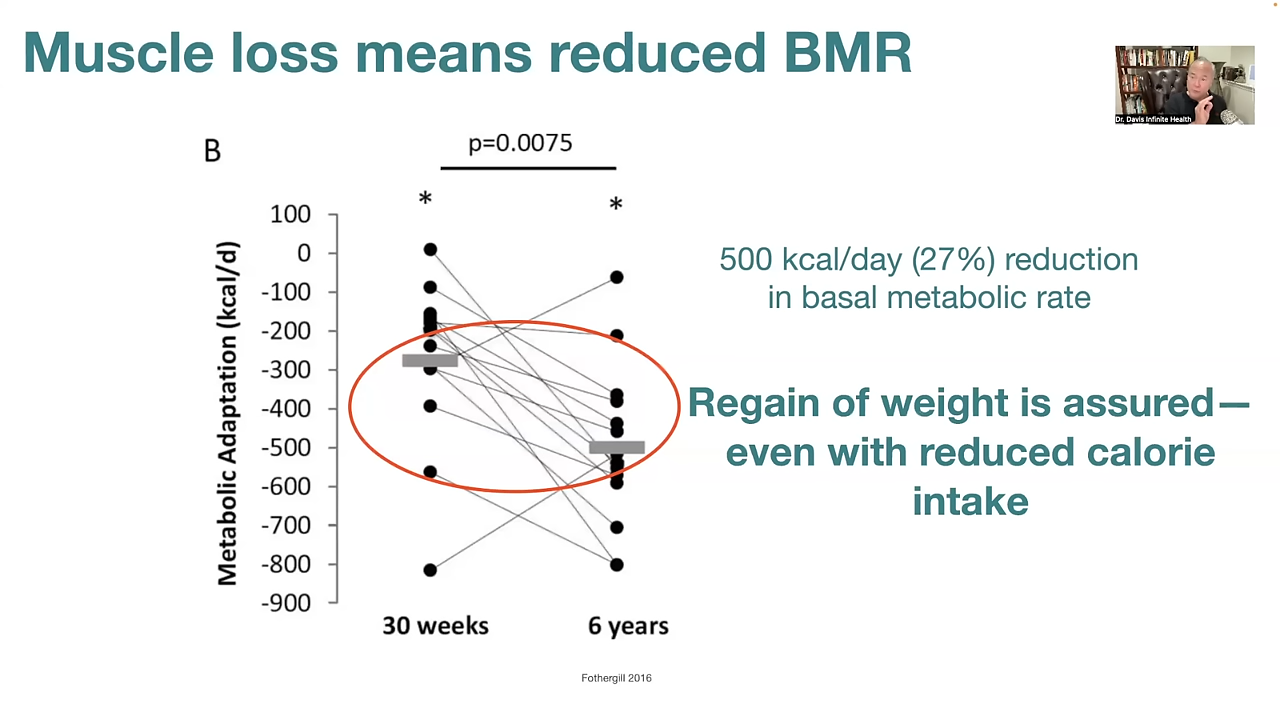 Muscle loss means reduced BMR
Dr. Davis Infinite Health
B
p=0.0075
*
*
Metabolic Adaptation (kcal/d)
100
0
-100
-200
-300
-400
-500
-600
-700
-800
-900
30 weeks
6 years
500 kcal/day (27%) reduction
in basal metabolic rate
Regain of weight is assured—
even with reduced calorie
intake
Fothergill 2016